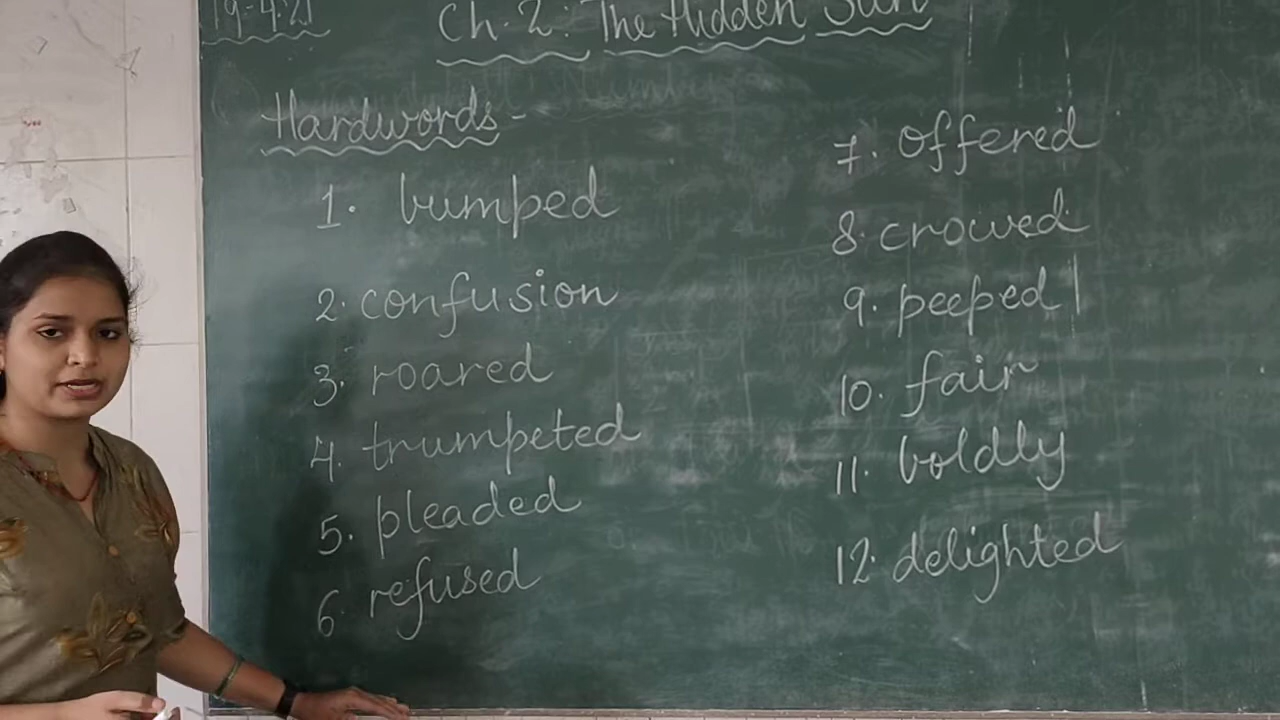 19-4-21
Ch-2: The Hidden Sun
Hardwords-
1. bumped
2. confusion
3. roared
4. trumpeted
5. pleaded
6. refused
7. offered
8. crowed
9. peeped
10. fair
11. boldly
12. delighted